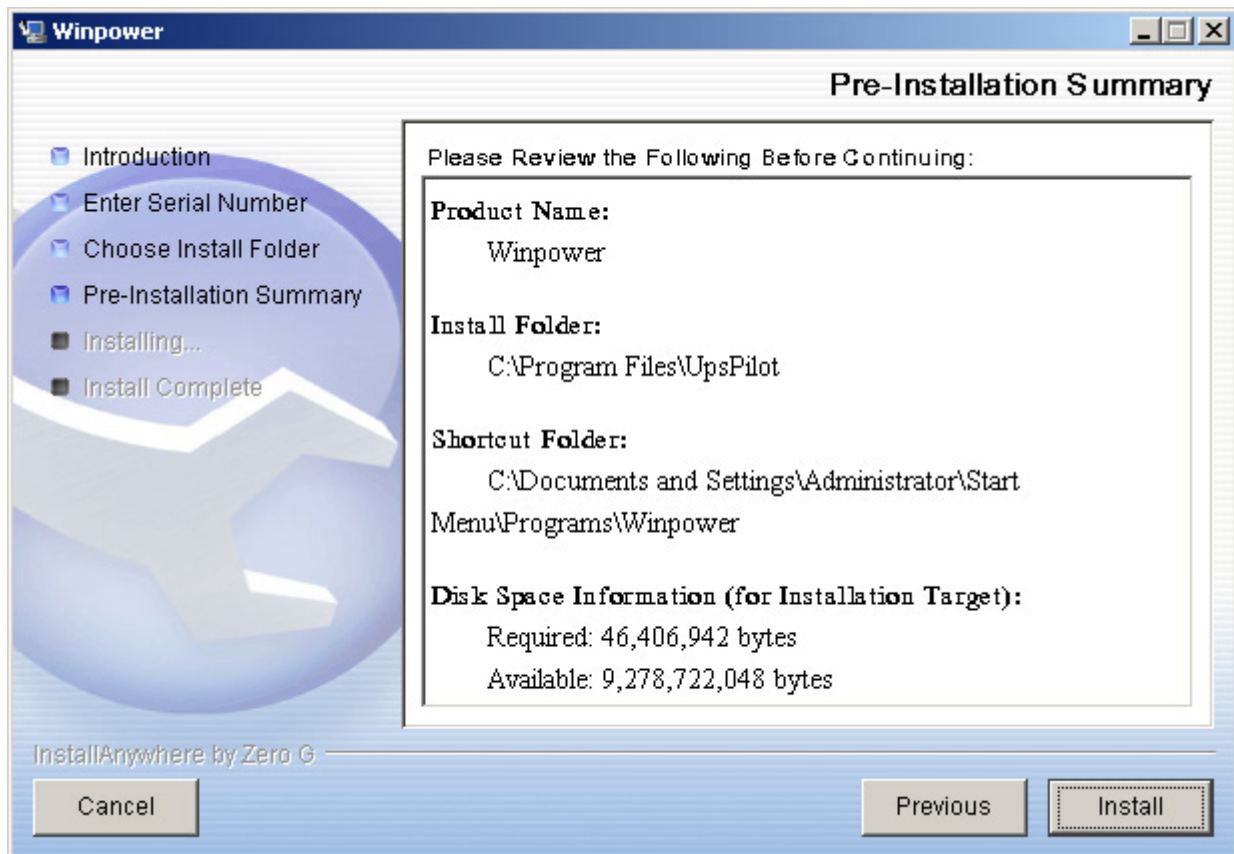 Winpower
Pre-Installation Summary
Introduction
Enter Serial Number
Choose Install Folder
Pre-Installation Summary
Installing...
Install Complete
Please Review the Following Before Continuing:
Product Name:
Winpower
Install Folder:
C:\Program Files\UpsPilot
Shortcut Folder:
C:\Documents and Settings\Administrator\Start
Menu\Programs\Winpower
Disk Space Information (for Installation Target):
Required: 46,406,942 bytes
Available: 9,278,722,048 bytes
InstallAnywhere by Zero G
Cancel
Previous
Install